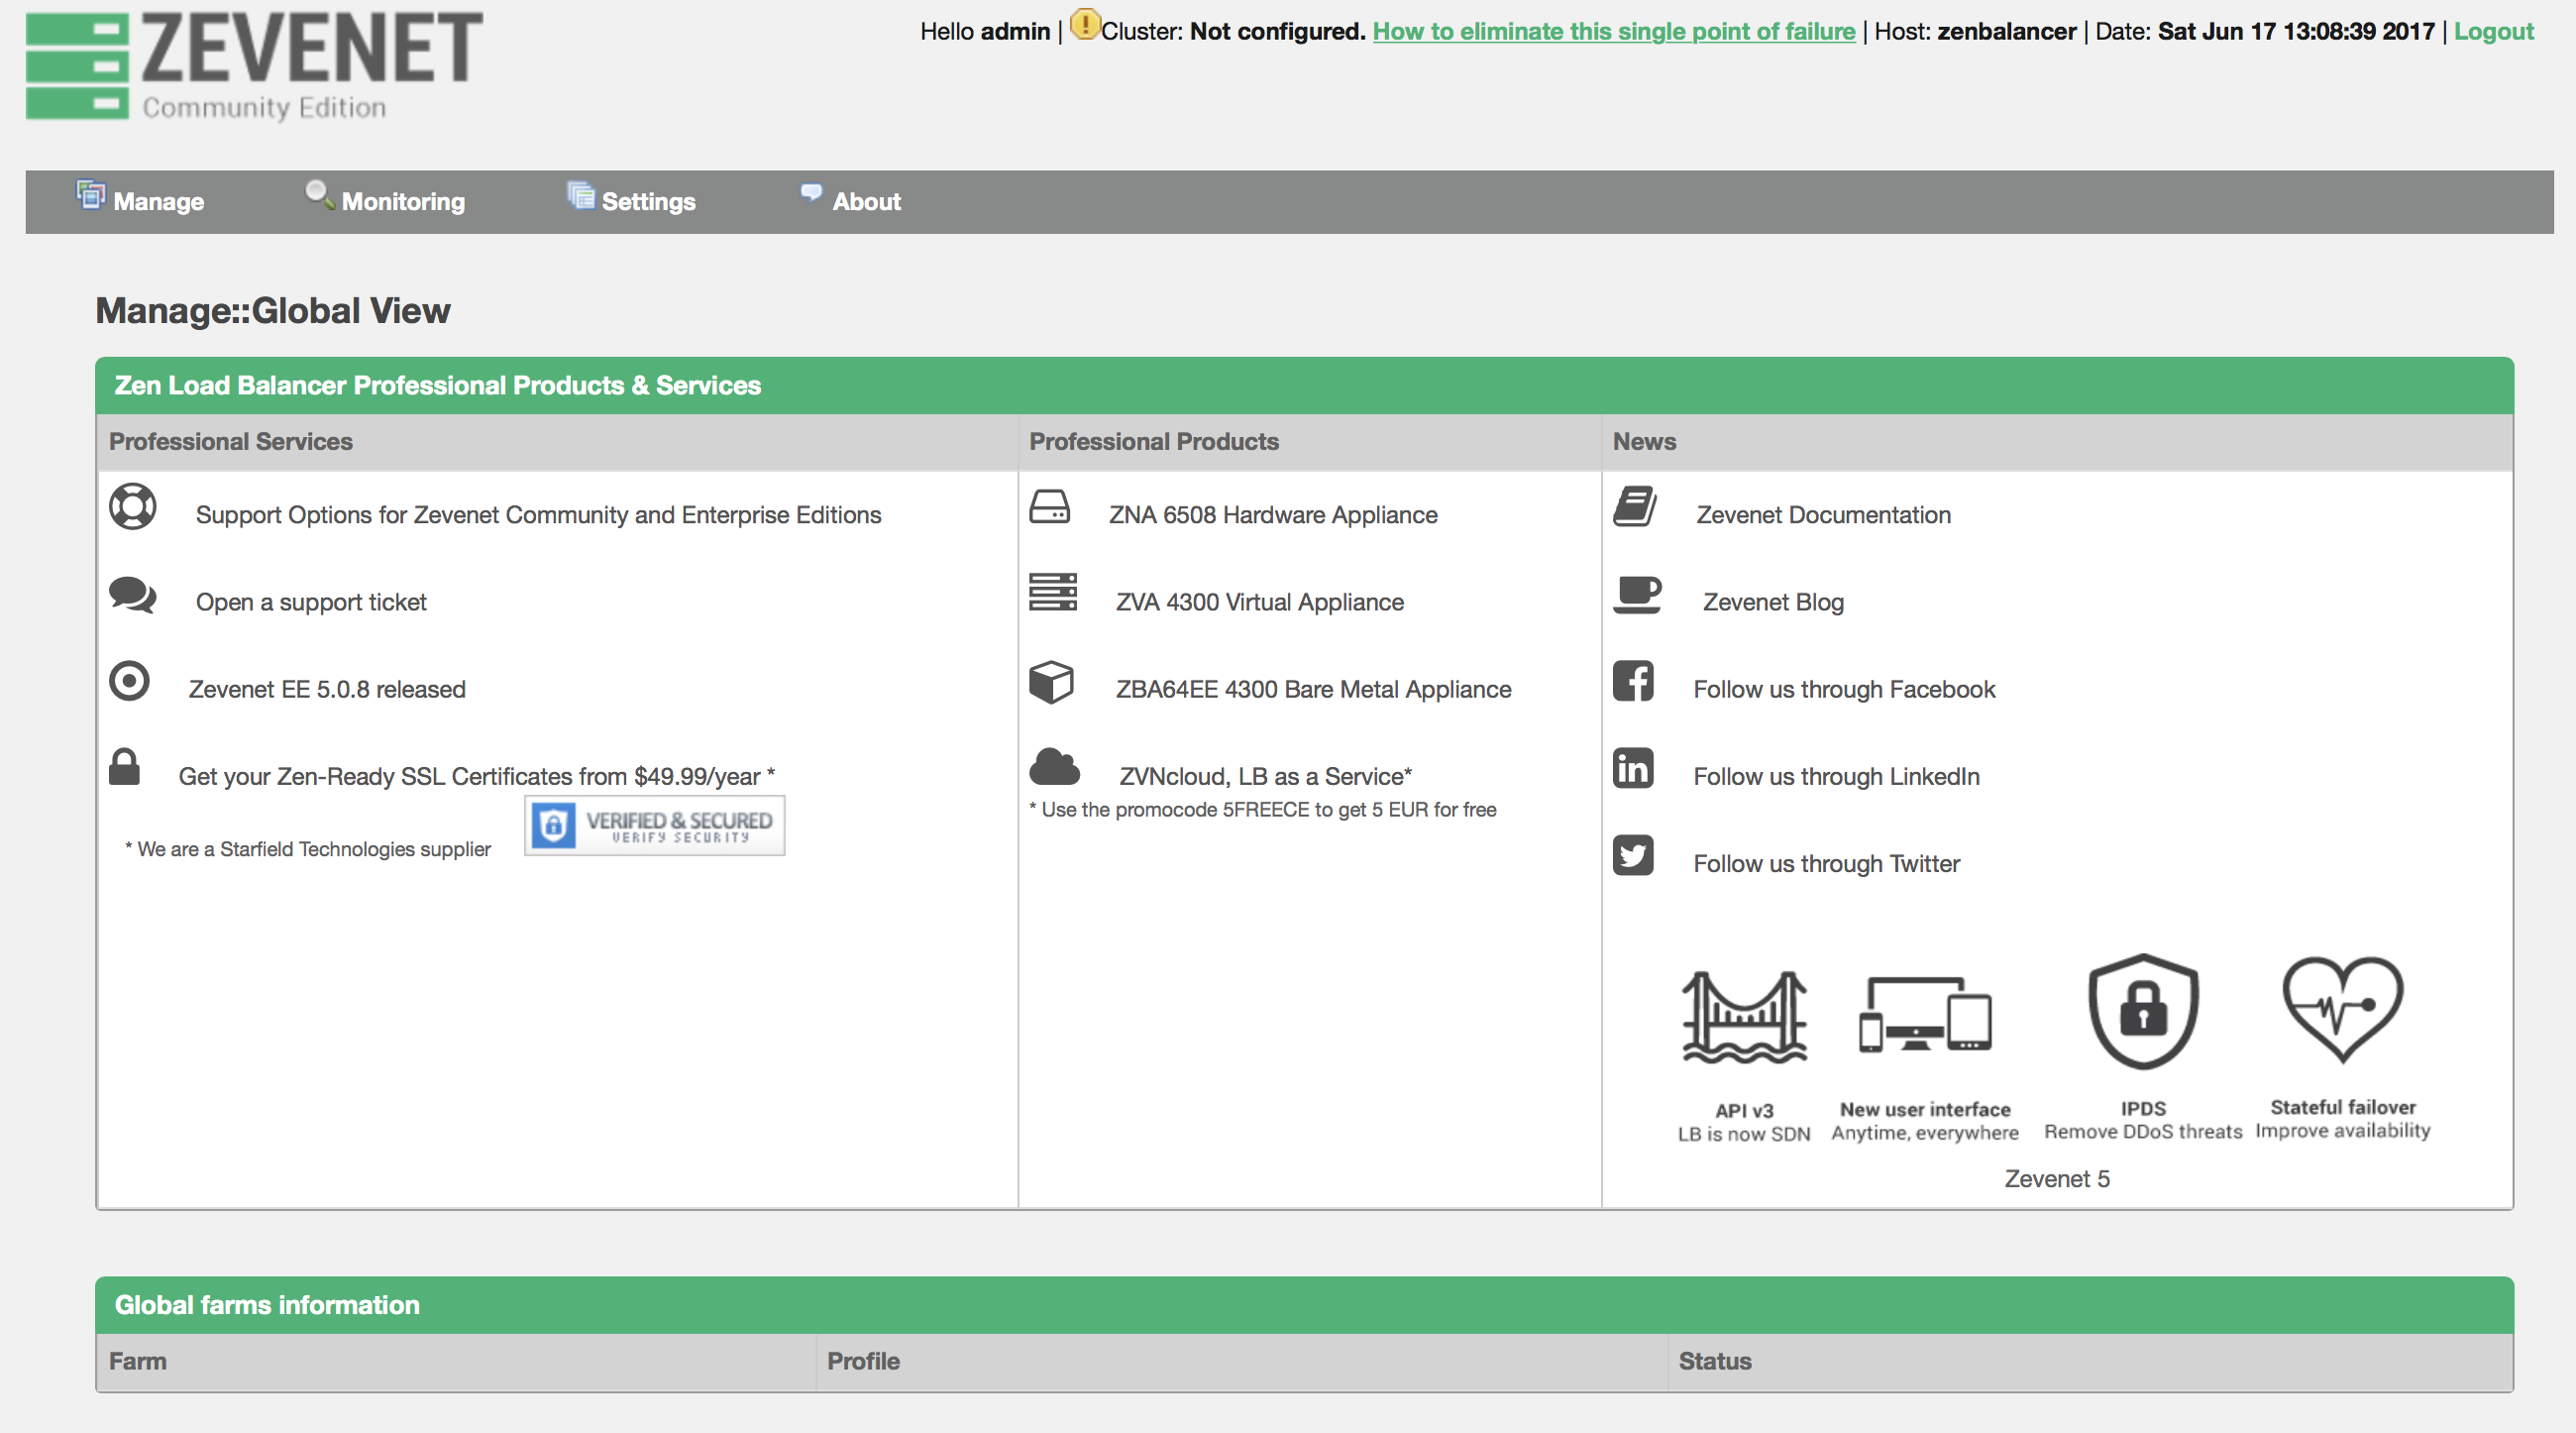 ZEVENET
Community Edition
Hello admin | Cluster: Not configured. How to eliminate this single point of failure | Host: zenbalancer | Date: Sat Jun 17 13:08:39 2017 | Logout
Manage Monitoring Settings About
Manage::Global View
Zen Load Balancer Professional Products & Services
Professional Services
Support Options for Zevenet Community and Enterprise Editions
Open a support ticket
Zevenet EE 5.0.8 released
Get your Zen-Ready SSL Certificates from $49.99/year *
* We are a Starfield Technologies supplier
VERIFIED & SECURED
VERIFY SECURITY
Professional Products
ZNA 6508 Hardware Appliance
ZVA 4300 Virtual Appliance
ZBA64EE 4300 Bare Metal Appliance
ZVNcloud, LB as a Service*
* Use the promocode 5FREECE to get 5 EUR for free
News
Zevenet Documentation
Zevenet Blog
Follow us through Facebook
Follow us through LinkedIn
Follow us through Twitter
API v3
LB is now SDN
New user interface
Anytime, everywhere
IPDS
Remove DDoS threats
Stateful failover
Improve availability
Zevenet 5
Global farms information
Farm Profile Status